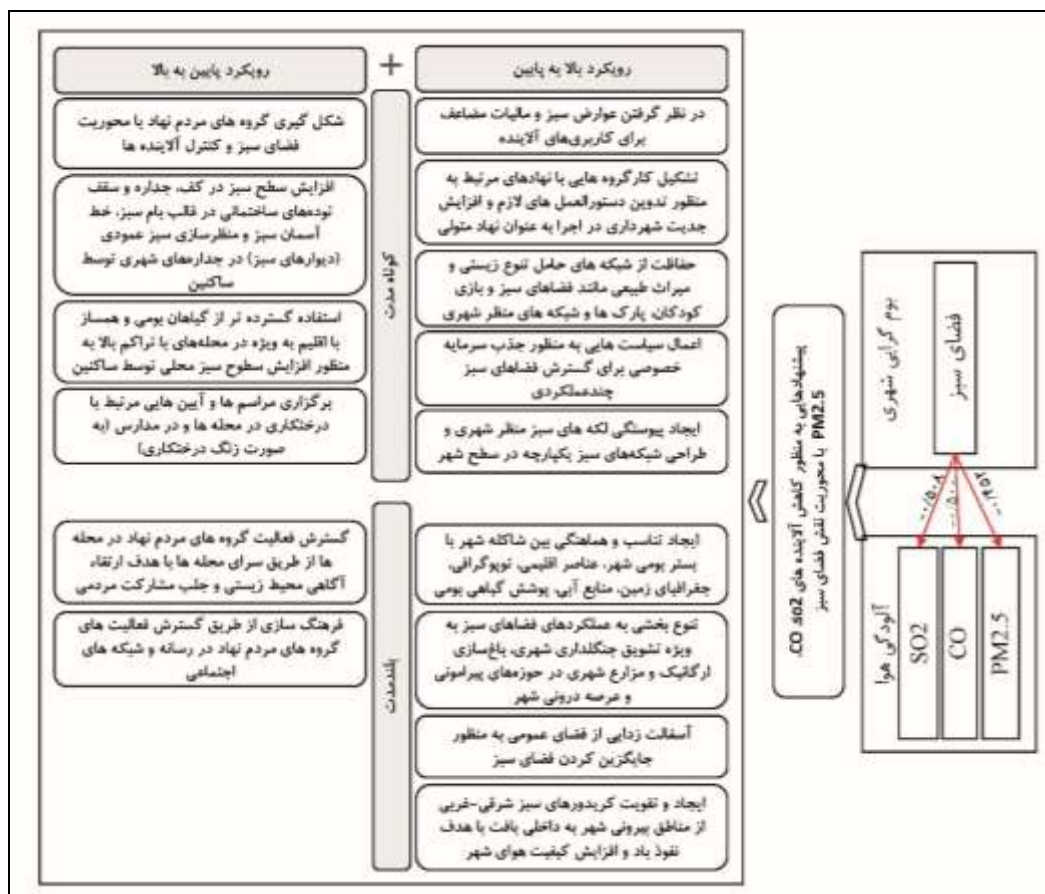 رویکرد بالا به پایین
+
رویکرد پایین به بالا
کوتاه مدت
در نظر گرفتن عوارض سبز و مالیات مضاعف
برای کاربری‌های آلاینده
تشکیل کارگروه هایی با نهادهای مرتبط به
منظور تدوین دستورالعمل های لازم و افزایش
جدیت شهرداری در اجرا به عنوان نهاد متولی
حفاظت از شبکه های حامل تنوع زیستی و
میراث طبیعی مانند فضاهای سبز و بازی
کودکان، پارک ها و شبکه های منظر شهری
اعمال سیاست هایی به منظور جذب سرمایه
خصوصی برای گسترش فضاهای سبز
چندعملکردی
ایجاد پیوستگی لکه های سبز منظر شهری و
طراحی شبکه‌های سبز یکپارچه در سطح شهر
شکل گیری گروه های مردم نهاد با محوریت
فضای سبز و کنترل آلاینده ها
افزایش سطح سبز در کف، جداره و سقف
توده‌های ساختمانی در قالب بام سبز، خط
آسمان سبز و منظرسازی سبز عمودی
(دیوارهای سبز) در جداره‌های شهری توسط
ساکنین
استفاده گسترده تر از گیاهان بومی و همساز
با اقلیم به ویژه در محله‌های با تراکم بالا به
منظور افزایش سطوح سبز محلی توسط ساکنین
برگزاری مراسم ها و آیین هایی مرتبط با
درختکاری در محله ها و در مدارس (به
صورت زنگ درختکاری)
بلندمدت
ایجاد تناسب و هماهنگی بین شاکله شهر با
بستر بومی شهر، عناصر اقلیمی، توپوگرافی،
جغرافیای زمین، منابع آبی، پوشش گیاهی بومی
تنوع بخشی به عملکردهای فضاهای سبز به
ویژه تشویق جنگلداری شهری، باغ‌سازی
ارگانیک و مزارع شهری در حوزه‌های پیرامونی
و عرصه درونی شهر
آسفالت زدایی از فضای عمومی به منظور
جایگزین کردن فضای سبز
ایجاد و تقویت کریدورهای سبز شرقی-غربی
از مناطق بیرونی شهر به داخلی بافت با هدف
نفوذ باد و افزایش کیفیت هوای شهر
گسترش فعالیت گروه های مردم نهاد در محله
ها از طریق سرای محله ها با هدف ارتقاء
آگاهی محیط زیستی و جلب مشارکت مردمی
فرهنگ سازی از طریق گسترش فعالیت های
گروه های مردم نهاد در رسانه و شبکه های
اجتماعی
پیشنهادهایی به منظور کاهش آلاینده های CO, so2,
PM2.5 با محوریت نقش فضای سبز
بوم گرایی شهری
فضای سبز
-۰/۵۰۸
-۰/۵۰۰
آلودگی هوا
SO2
CO
PM2.5